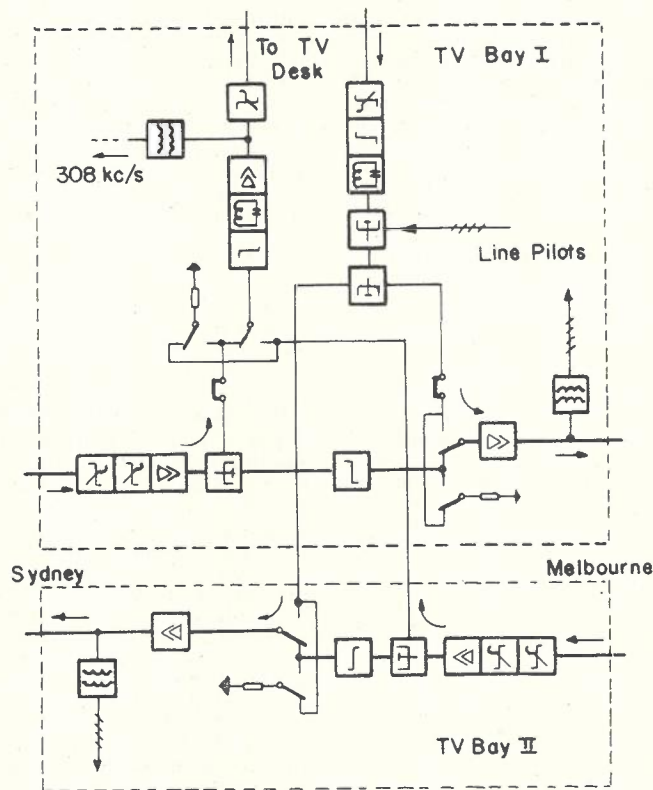 To TV
Desk
TV Bay I
308 kc/s
Line Pilots
Sydney
Melbourne
TV Bay II